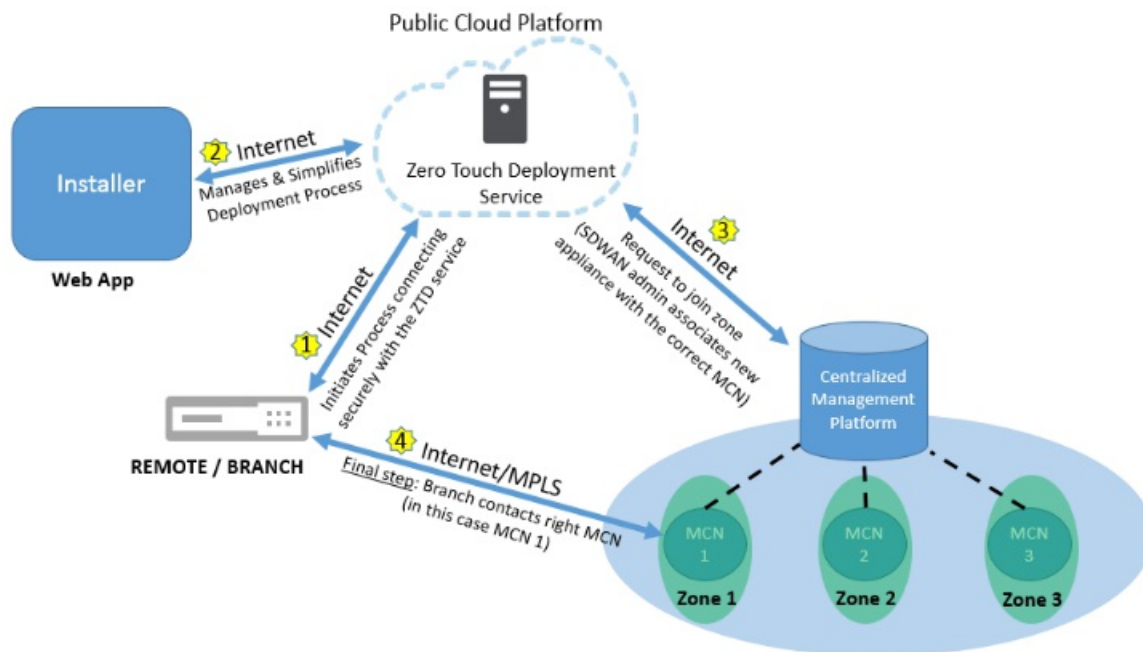 Public Cloud Platform
Zero Touch Deployment
Service
Installer
Web App
2
Internet
Manages & Simplifies
Deployment Process
1
Internet
Initiates Process connecting
securely with the ZTD service
3
Internet
Request to join zone
(SDWAN admin associates new
appliance with the correct MCN)
Centralized
Management
Platform
REMOTE / BRANCH
4
Internet/MPLS
Final step: Branch contacts right MCN
(in this case MCN 1)
MCN
1
Zone 1
MCN
2
Zone 2
MCN
3
Zone 3